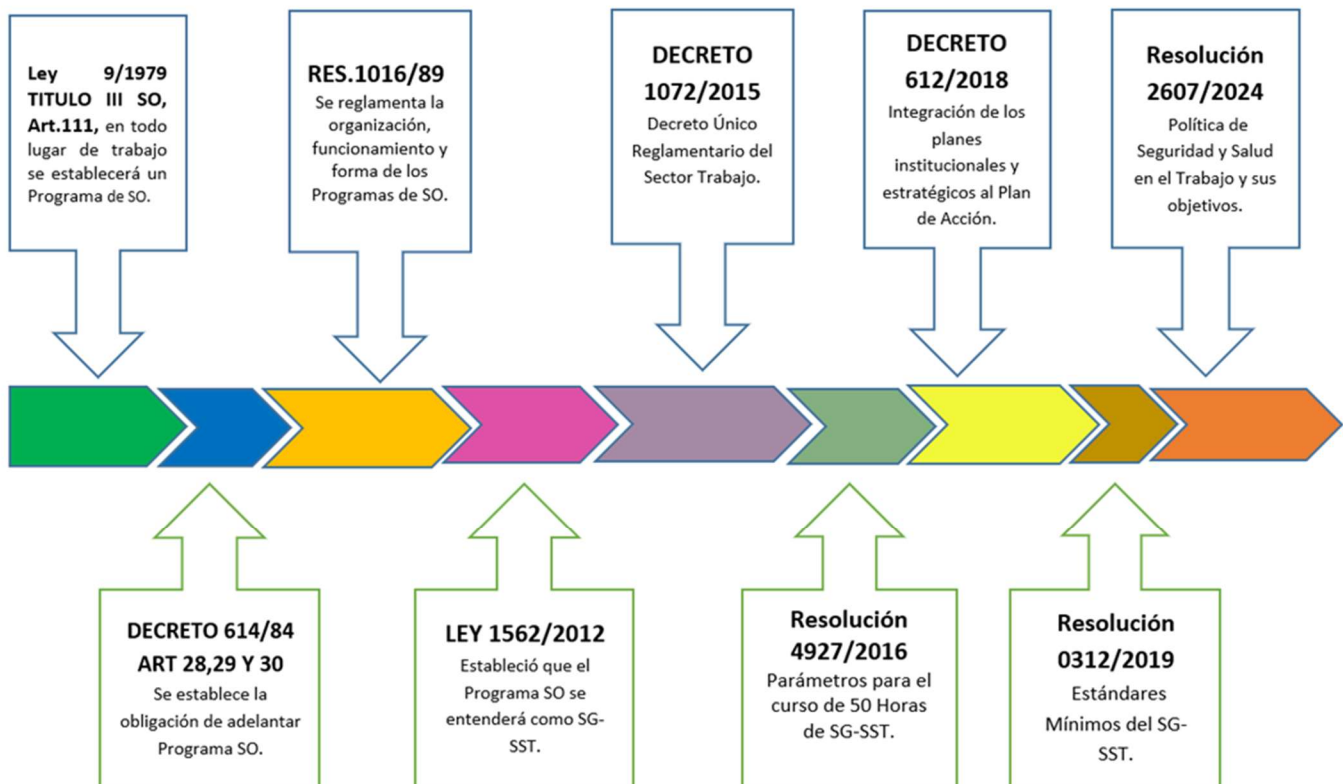 Ley 9/1979
TITULO III SO,
Art.111, en todo
lugar de trabajo
se establecerá un
Programa de SO.
RES.1016/89
Se reglamenta la
organización,
funcionamiento y
forma de los
Programas de SO.
DECRETO
1072/2015
Decreto Único
Reglamentario del
Sector Trabajo.
DECRETO
612/2018
Integración de los
planes
institucionales y
estratégicos al Plan
de Acción.
Resolución
2607/2024
Política de
Seguridad y Salud
en el Trabajo y sus
objetivos.
DECRETO 614/84
ART 28,29 Y 30
Se establece la
obligación de adelantar
Programa SO.
LEY 1562/2012
Estableció que el
Programa SO se
entenderá como SG-
SST.
Resolución
4927/2016
Parámetros para el
curso de 50 Horas
de SG-SST.
Resolución
0312/2019
Estándares
Mínimos del SG-
SST.